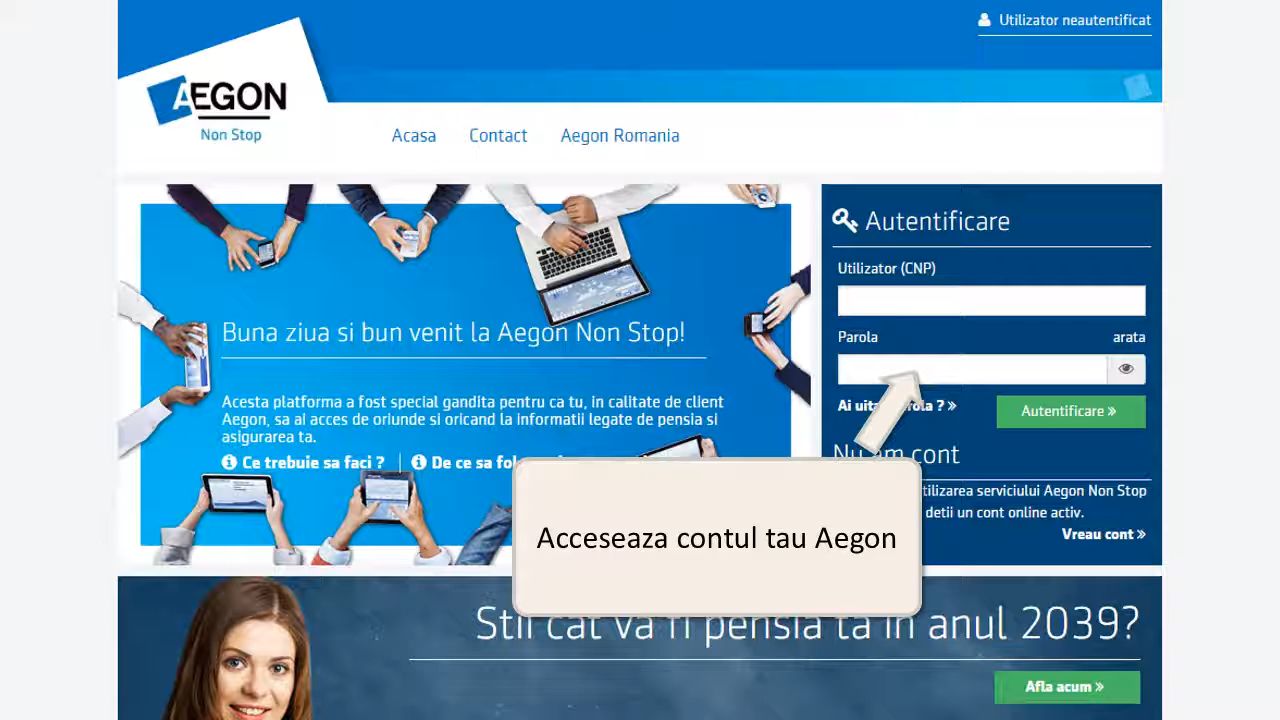 Utilizator neautentificat
AEGON
Non Stop
Acasa
Contact
Aegon Romania
Buna ziua si bun venit la Aegon Non Stop!
Acesta platforma a fost special gandita pentru ca tu, in calitate de client
Aegon, sa ai acces de oriunde si oricand la informatii legate de pensia si
asigurarea ta.
Ce trebuie sa faci ?
De ce sa
Autentificare
Utilizator (CNP)
Parola
arata
Ai
? »
Autentificare »
Nu am cont
utilizarea serviciului Aegon Non Stop
detii un cont online activ.
Vreau cont »
Acceseaza contul tau Aegon
Stii cat va fi pensia ta in anul 2039?
Afla acum »